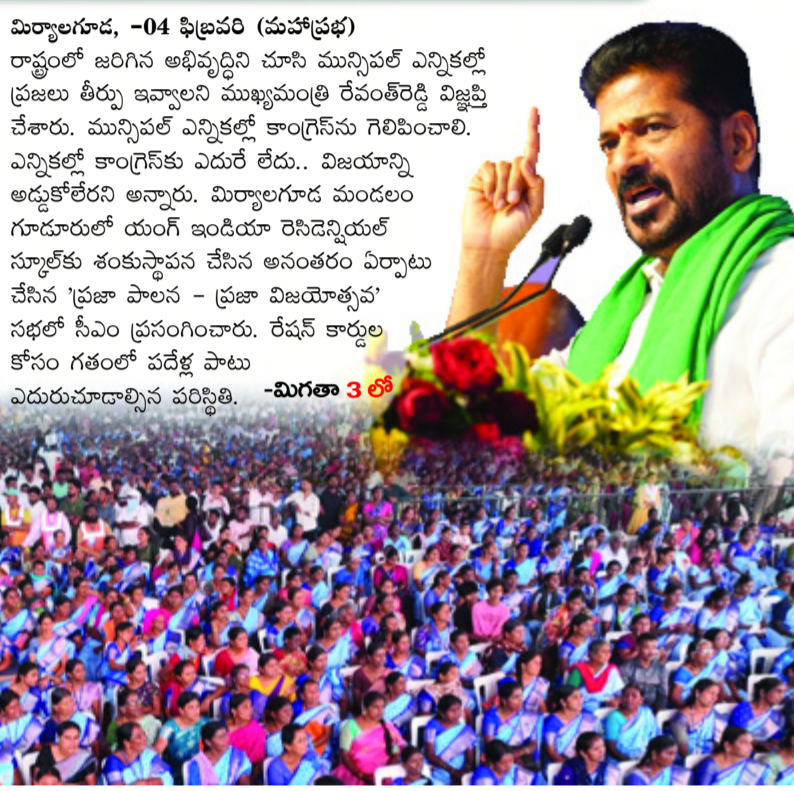 మిర్యాలగూడ, -04 ఫిబ్రవరి (మహాప్రభ)
రాష్ట్రంలో జరిగిన అభివృద్ధిని చూసి మున్సిపల్ ఎన్నికల్లో
ప్రజలు తీర్పు ఇవ్వాలని ముఖ్యమంత్రి రేవంత్‌రెడ్డి విజ్ఞప్తి
చేశారు. మున్సిపల్ ఎన్నికల్లో కాంగ్రెస్‌ను గెలిపించాలి.
ఎన్నికల్లో కాంగ్రెస్‌కు ఎదురే లేదు.. విజయాన్ని
అడ్డుకోలేరని అన్నారు. మిర్యాలగూడ మండలం
గూడూరులో యంగ్ ఇండియా రెసిడెన్షియల్
స్కూల్‌కు శంకుస్థాపన చేసిన అనంతరం ఏర్పాటు
చేసిన 'ప్రజా పాలన - ప్రజా విజయోత్సవ'
సభలో సీఎం ప్రసంగించారు. రేషన్ కార్డుల
కోసం గతంలో పదేళ్ల పాటు
ఎదురుచూడాల్సిన పరిస్థితి. -మిగతా 3 లో